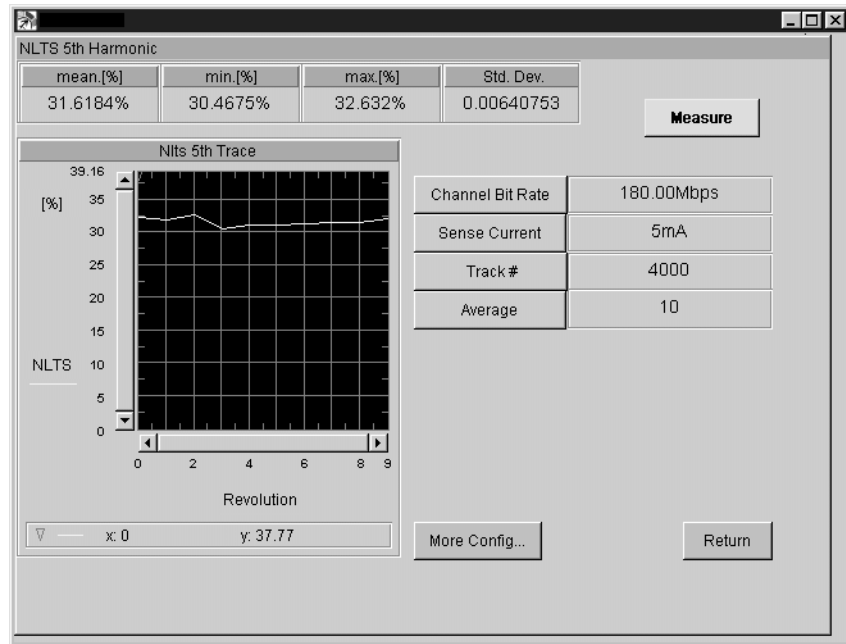 NLTS 5th Harmonic
mean.[%] min.[%] max.[%] Std. Dev.
31.6184% 30.4675% 32.632% 0.00640753
Measure
Nlts 5th Trace
39.16
[%]
35
30
25
20
15
NLTS 10
5
0
0 2 4 6 8 9
Revolution
x: 0 y: 37.77
Channel Bit Rate 180.00Mbps
Sense Current 5mA
Track # 4000
Average 10
More Config...
Return